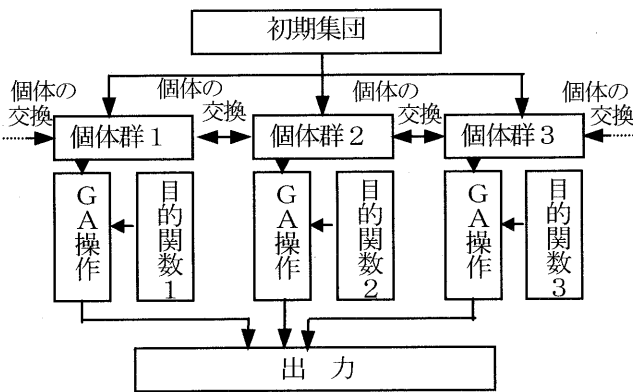 初期集団
個体の
交換
個体の
交換
個体の
交換
個体の
交換
個体群1
個体群2
個体群3
GA操作
目的関数1
GA操作
目的関数2
GA操作
目的関数3
出 力